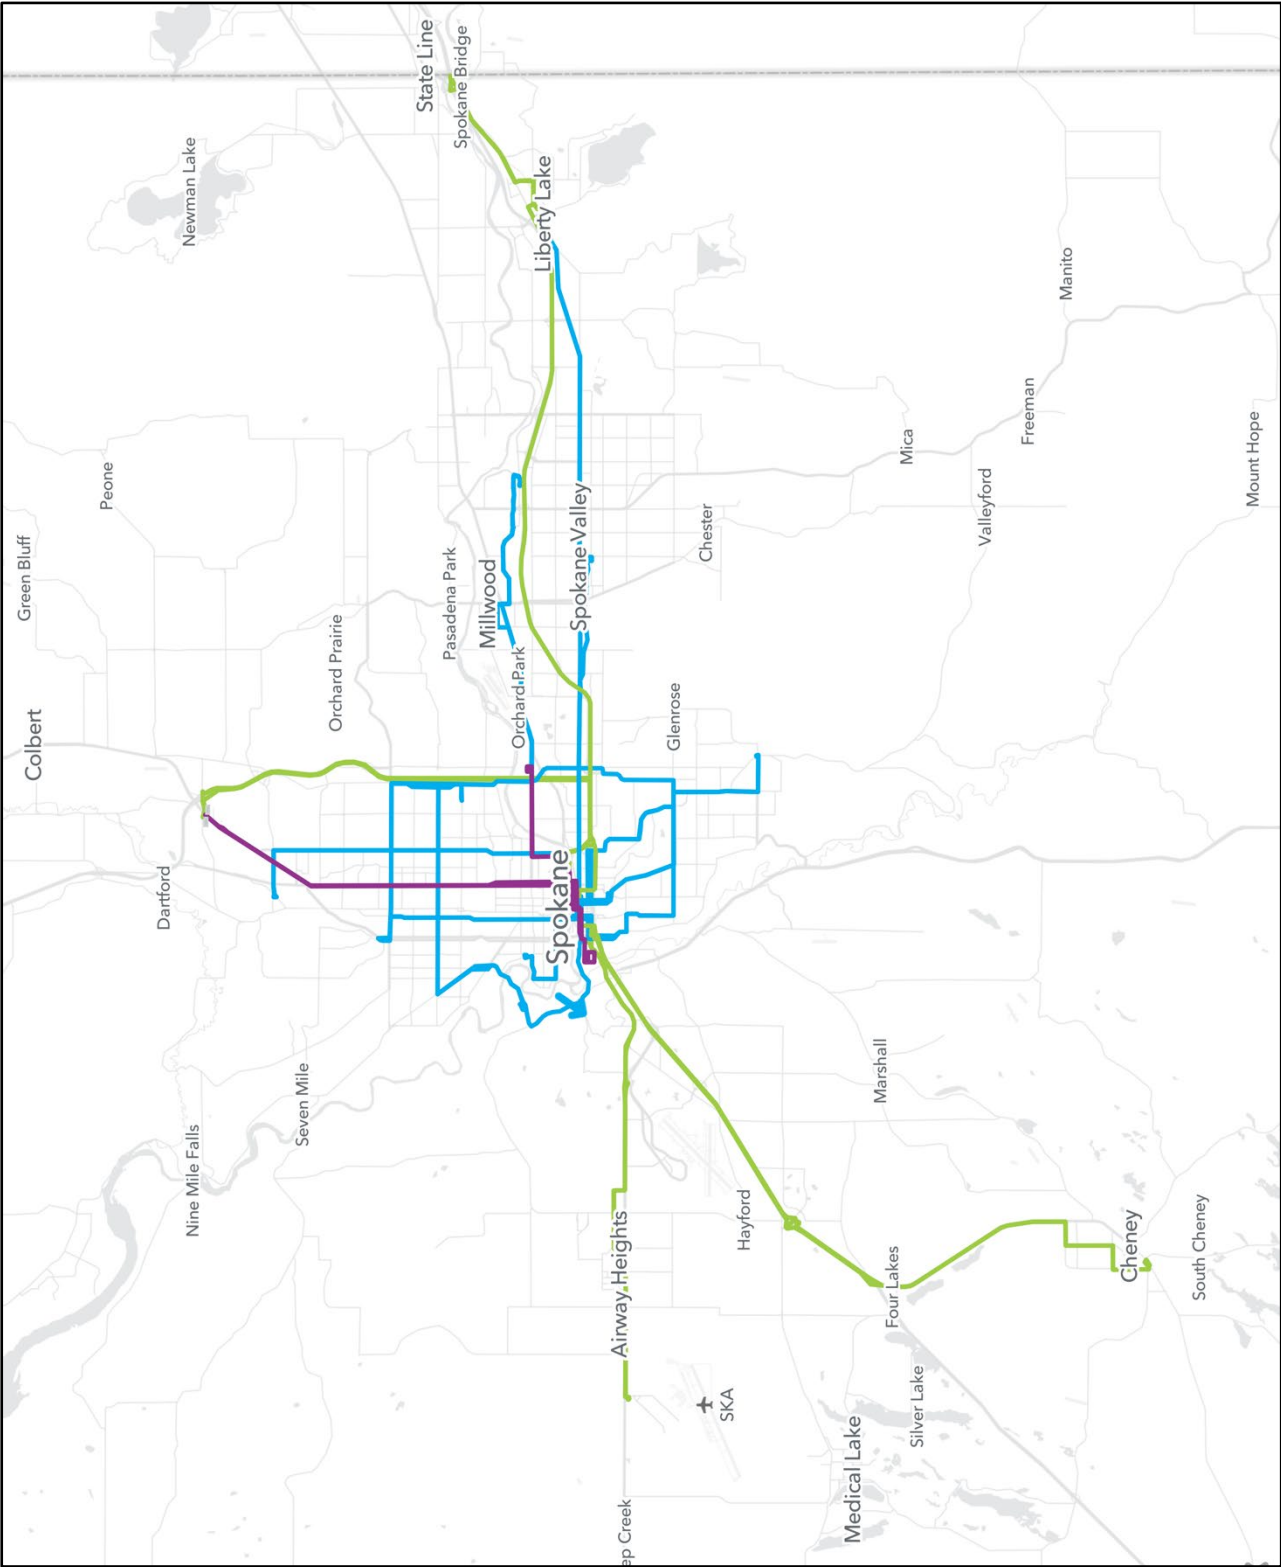 Green Bluff
Colbert
Peone
Dartford
Nine Mile Falls
Newman Lake
Seven Mile
Orchard Prairie
State Line
Pasadena Park
Spokane Bridge
Millwood
Orchard Park
Liberty Lake
Spokane
Spokane Valley
Airway Heights
ep Creek
Glenrose
Chester
SKA
Hayford
Medical Lake
Marshall
Four Lakes
Mica
Silver Lake
Valleyford
Freeman
Manito
Cheney
South Cheney
Mount Hope